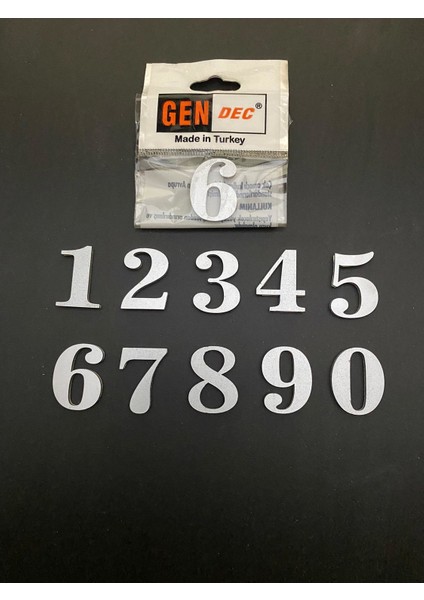 GEN DEC®
Made in Turkey
6
KULLANIM
1 2 3 4 5
6 7 8 9 0